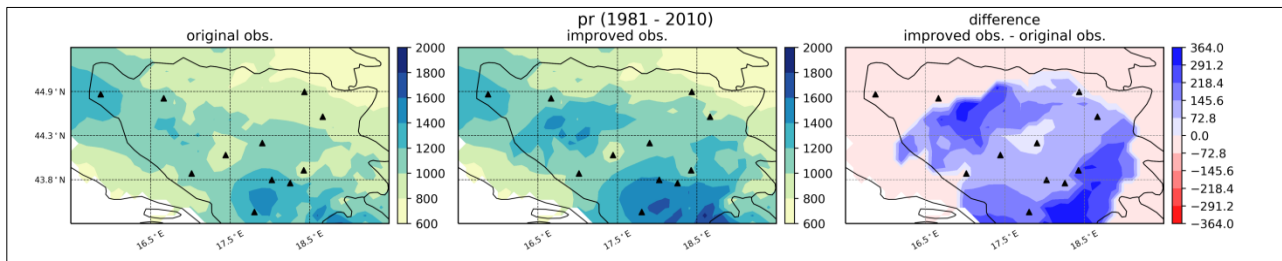 pr (1981 - 2010)
original obs.
improved obs.
difference
improved obs. - original obs.
44.9°N
44.3°N
43.8°N
16.5°E
17.5°E
18.5°E
2000
1800
1600
1400
1200
1000
800
600
16.5°E
17.5°E
18.5°E
2000
1800
1600
1400
1200
1000
800
600
16.5°E
17.5°E
18.5°E
364.0
291.2
218.4
145.6
72.8
0.0
−72.8
−145.6
−218.4
−291.2
−364.0